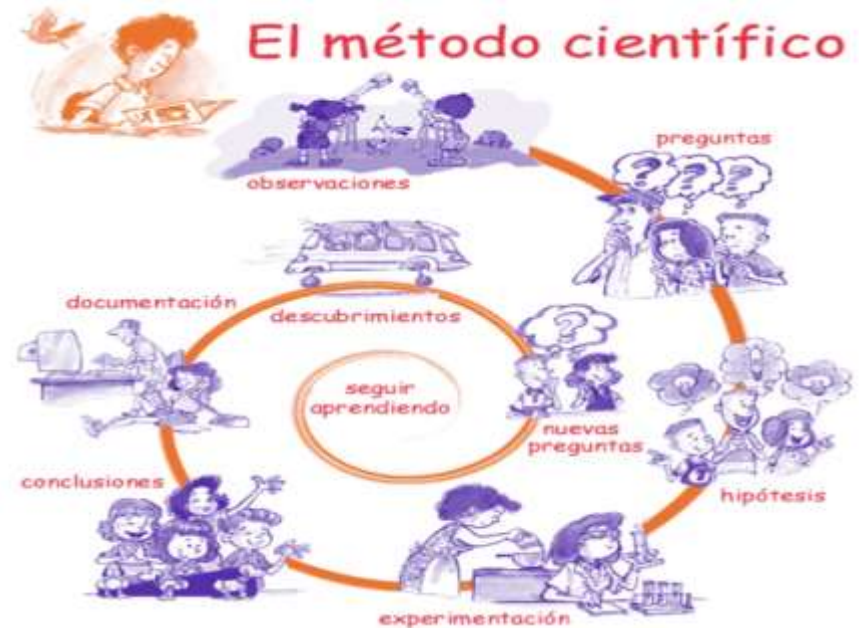 El método científico
observaciones
preguntas
hipótesis
experimentación
conclusiones
documentación
descubrimientos
nuevas
preguntas
seguir
aprendiendo